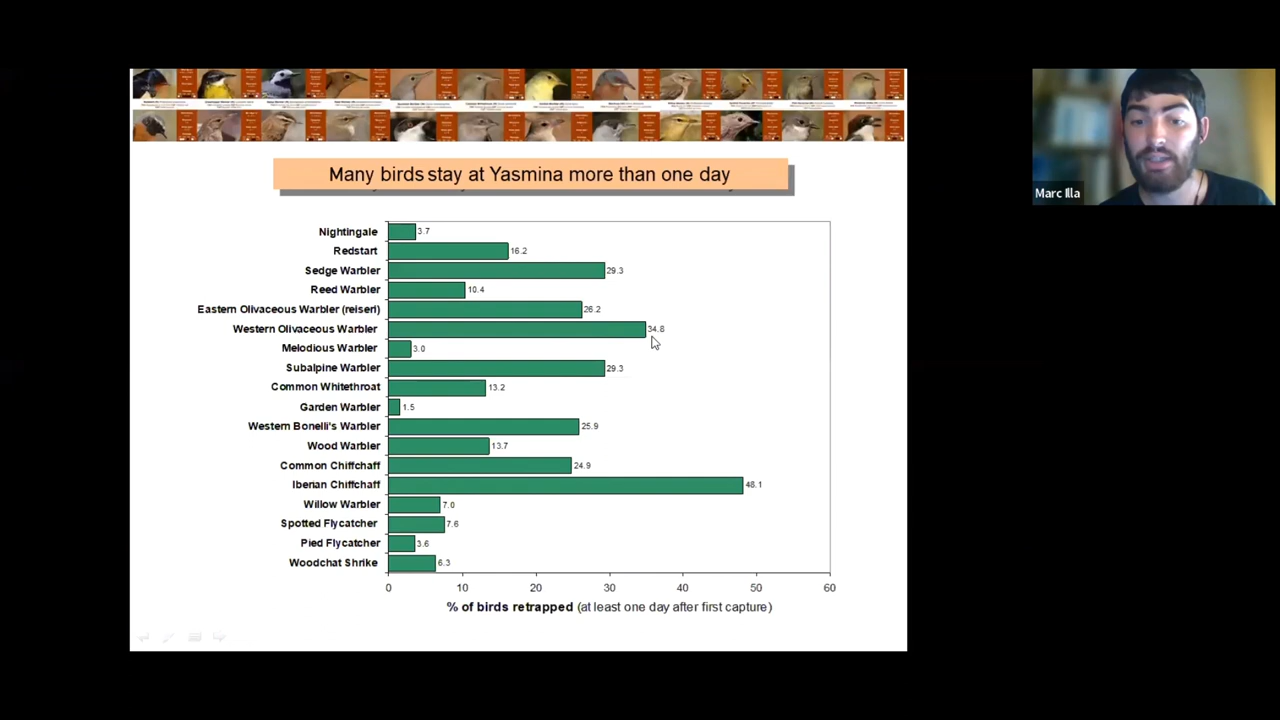 Many birds stay at Yasmina more than one day
Nightingale 3.7
Redstart 16.2
Sedge Warbler 29.3
Reed Warbler 10.4
Eastern Olivaceous Warbler (reiseri) 26.2
Western Olivaceous Warbler 34.8
Melodious Warbler 3.0
Subalpine Warbler 29.3
Common Whitethroat 13.2
Garden Warbler 1.5
Western Bonelli's Warbler 25.9
Wood Warbler 13.7
Common Chiffchaff 24.9
Iberian Chiffchaff 48.1
Willow Warbler 7.0
Spotted Flycatcher 7.6
Pied Flycatcher 3.6
Woodchat Shrike 6.3
0 10 20 30 40 50 60
% of birds retrapped (at least one day after first capture)
Marc Illa